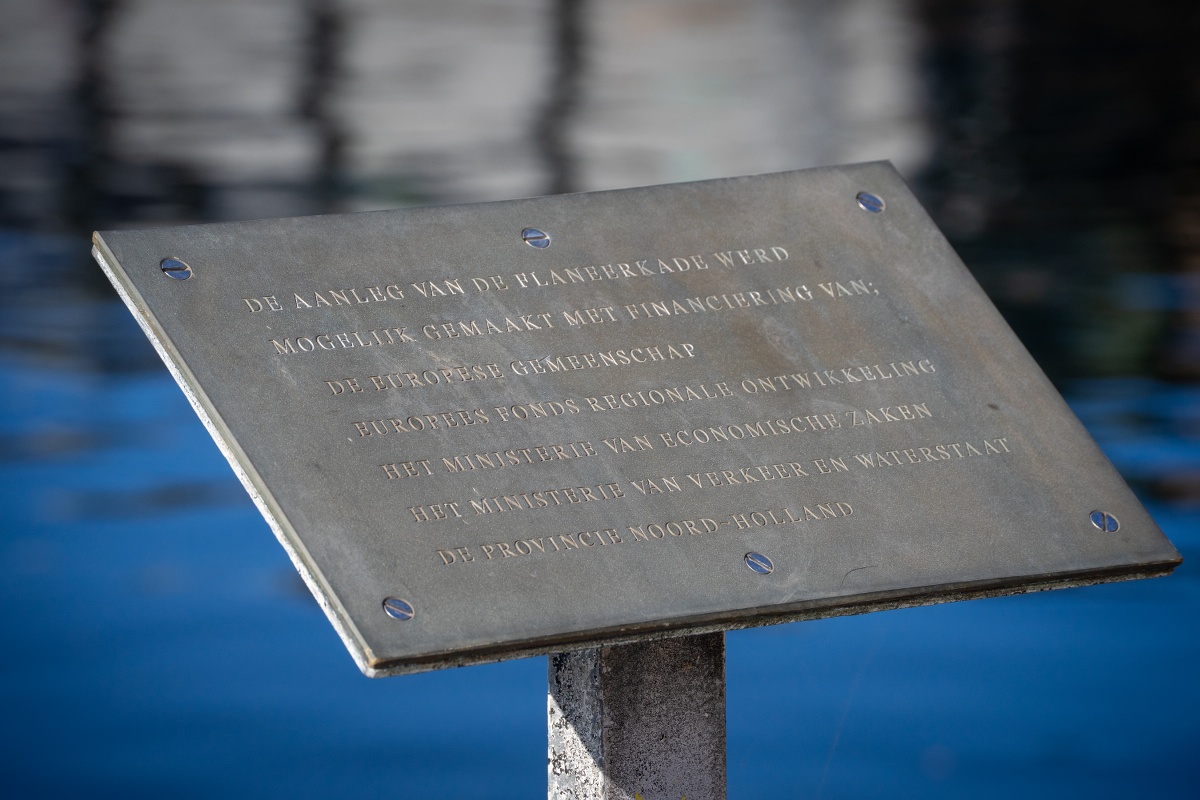 DE AANLEG VAN DE FLANEERKADE WERD
MOGELIJK GEMAAKT MET FINANCIERING VAN;
DE EUROPESE GEMEENSCHAP
EUROPEES FONDS REGIONALE ONTWIKKELING
HET MINISTERIE VAN ECONOMISCHE ZAKEN
HET MINISTERIE VAN VERKEER EN WATERSTAAT
DE PROVINCIE NOORD-HOLLAND